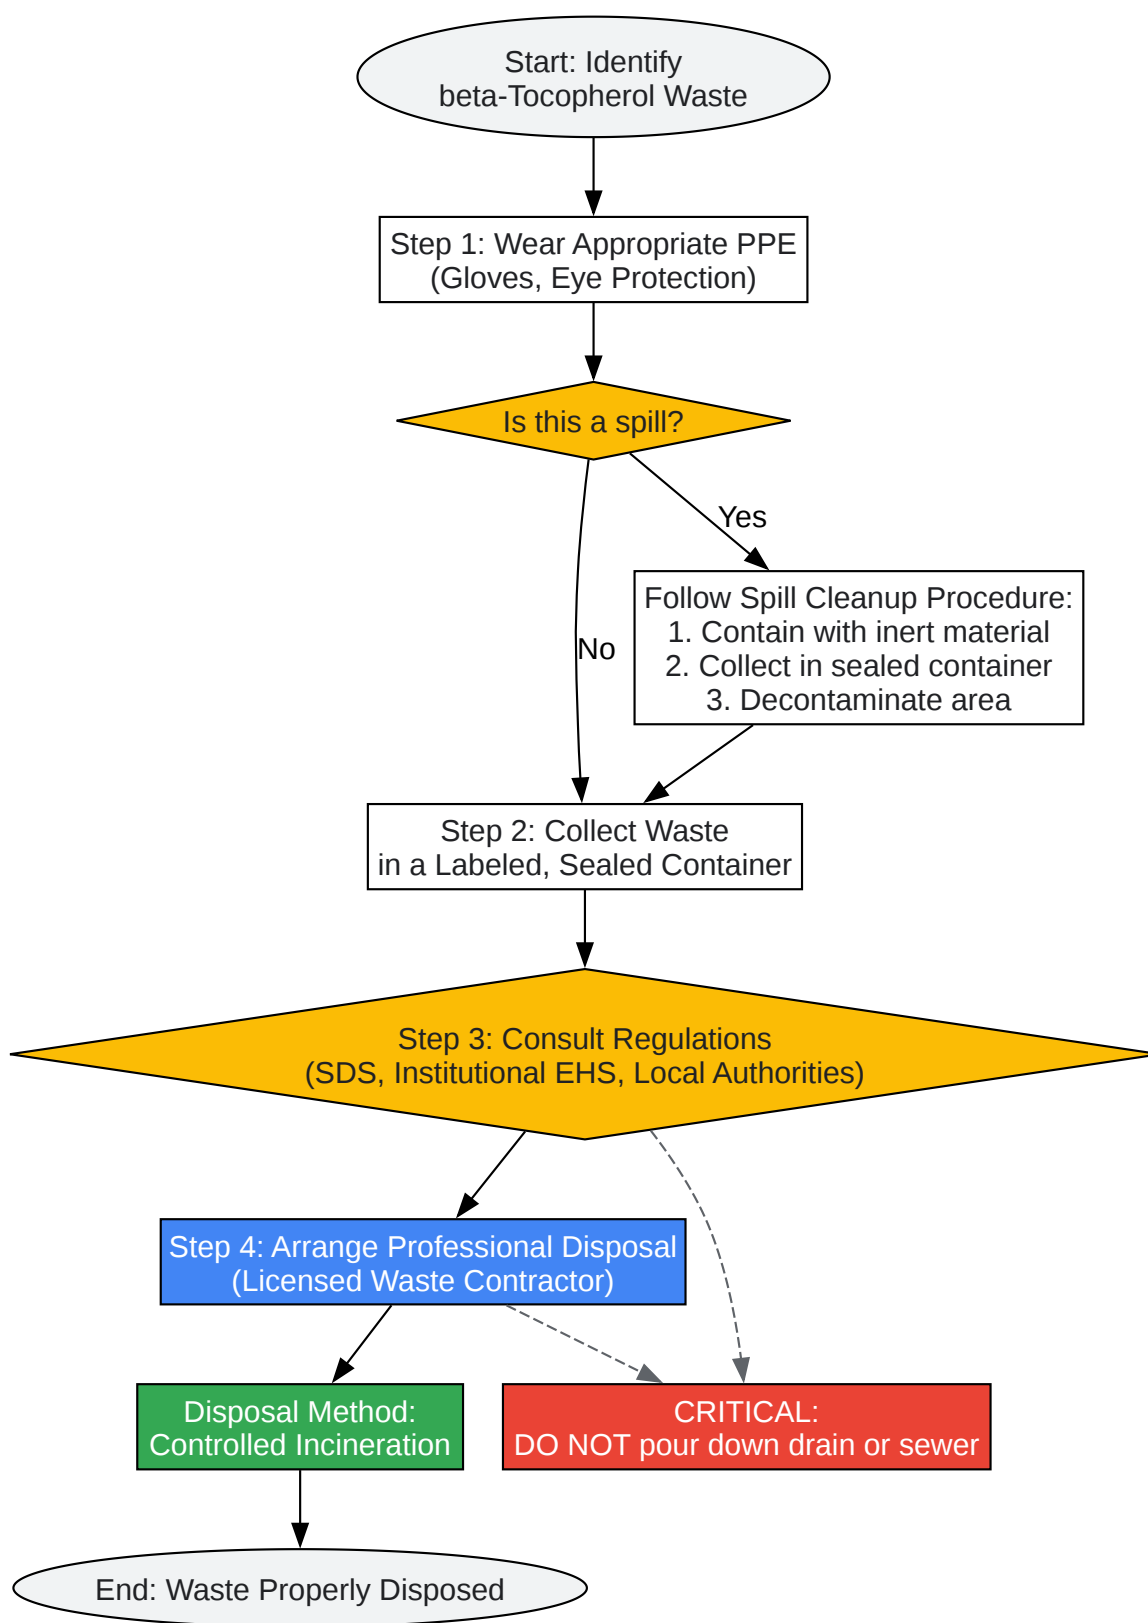 Start: Identify
beta-Tocopherol Waste
Step 1: Wear Appropriate PPE
(Gloves, Eye Protection)
Is this a spill?
Yes
Follow Spill Cleanup Procedure:
1. Contain with inert material
2. Collect in sealed container
3. Decontaminate area
No
Step 2: Collect Waste
in a Labeled, Sealed Container
Step 3: Consult Regulations
(SDS, Institutional EHS, Local Authorities)
Step 4: Arrange Professional Disposal
(Licensed Waste Contractor)
Disposal Method:
Controlled Incineration
CRITICAL:
DO NOT pour down drain or sewer
End: Waste Properly Disposed